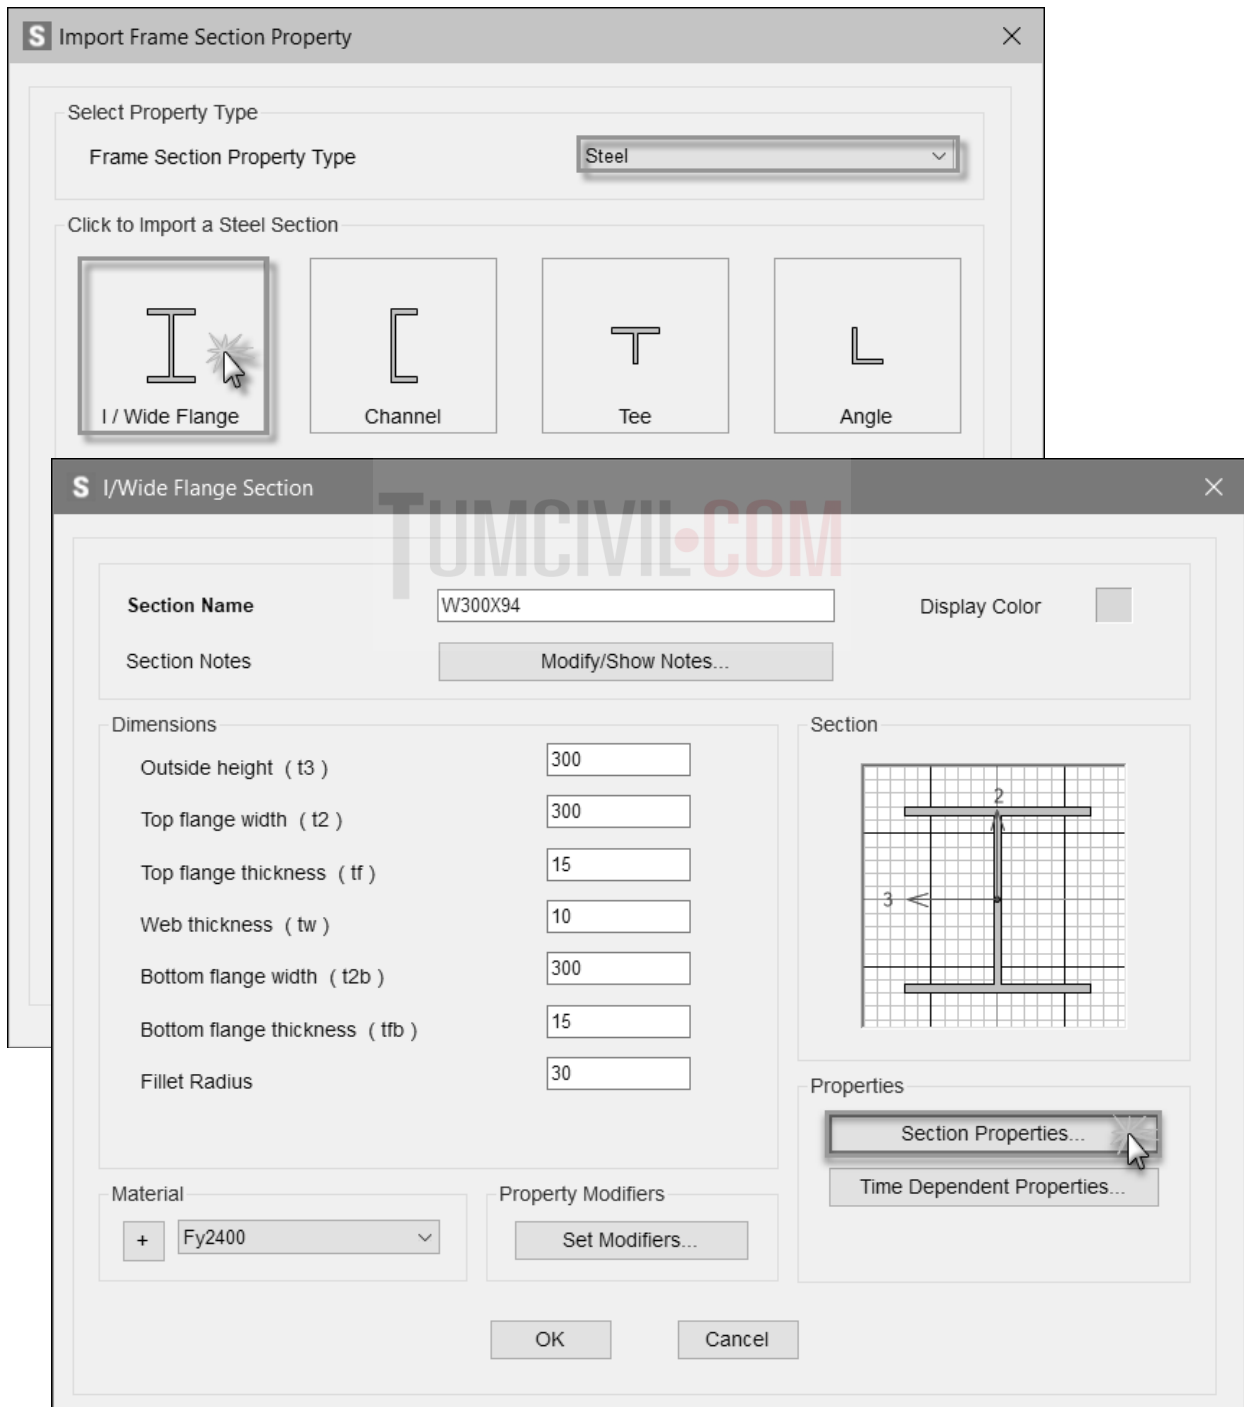 S Import Frame Section Property
Select Property Type
Frame Section Property Type Steel
Click to Import a Steel Section
I / Wide Flange Channel Tee Angle
S I/Wide Flange Section
TUMCIVIL.COM
Section Name W300X94 Display Color
Section Notes Modify/Show Notes...
Dimensions Section
Outside height ( t3 ) 300
Top flange width ( t2 ) 300
Top flange thickness ( tf ) 15
Web thickness ( tw ) 10
Bottom flange width ( t2b ) 300
Bottom flange thickness ( tfb ) 15
Fillet Radius 30
2
3
Properties
Section Properties...
Time Dependent Properties...
Material Property Modifiers
+ Fy2400 Set Modifiers...
OK Cancel